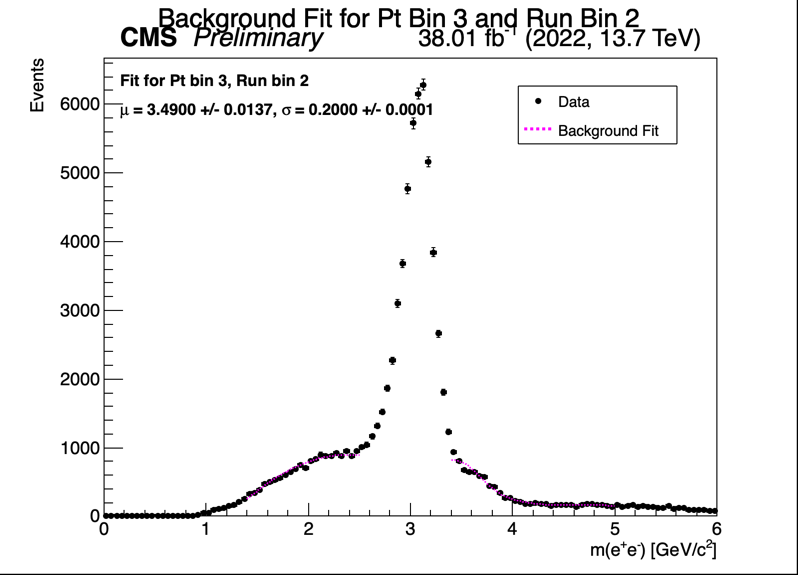 Background Fit for Pt Bin 3 and Run Bin 2
CMS Preliminary 38.01 fb⁻¹ (2022, 13.7 TeV)
Fit for Pt bin 3, Run bin 2
μ = 3.4900 +/- 0.0137, σ = 0.2000 +/- 0.0001
Data
Background Fit
Events
6000
5000
4000
3000
2000
1000
0
0 1 2 3 4 5 6
m(e⁺e⁻) [GeV/c²]